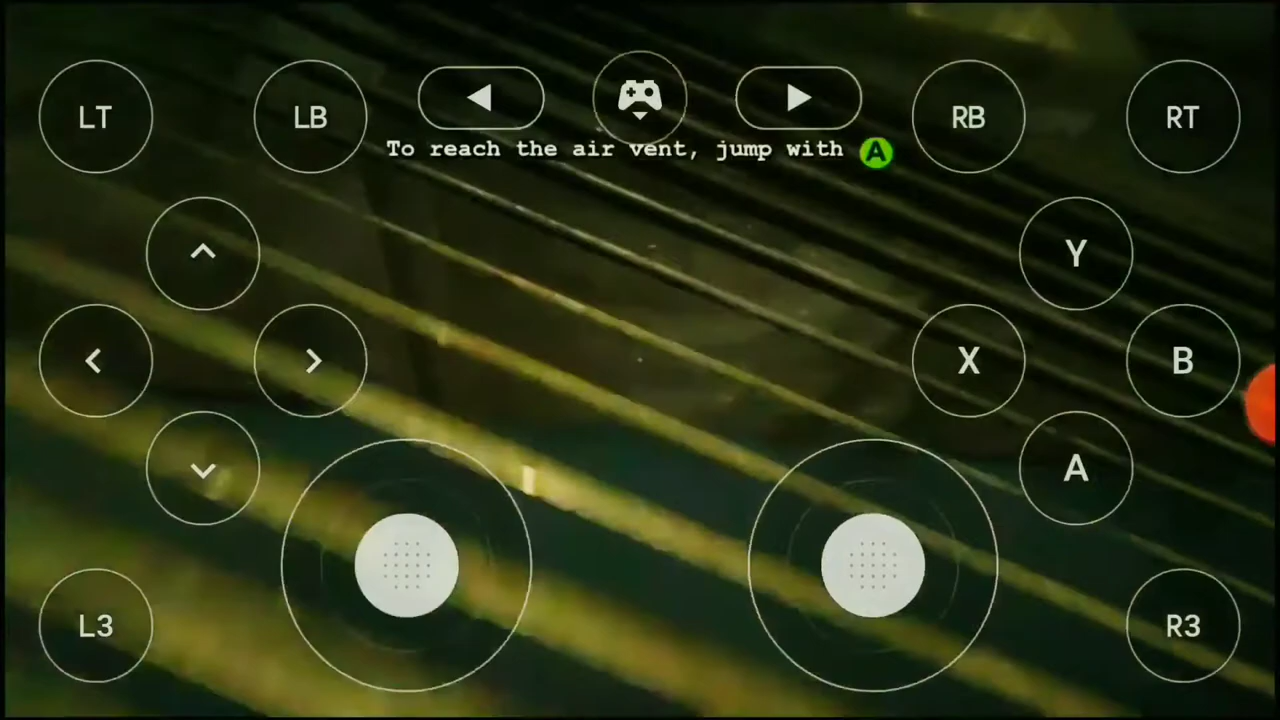 LT LB RB RT
To reach the air vent, jump with A
Y
X B
A
L3 R3